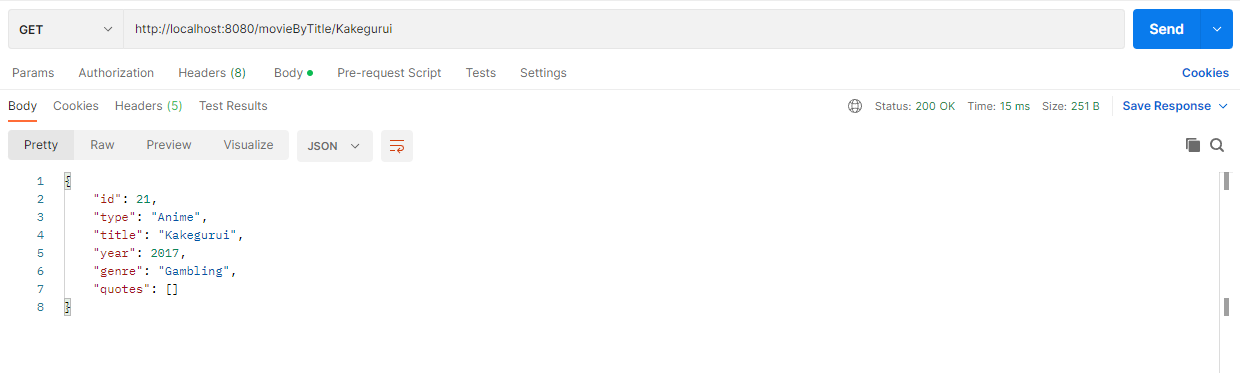 GET http://localhost:8080/movieByTitle/Kakegurui Send
Params Authorization Headers (8) Body Pre-request Script Tests Settings Cookies
Body Cookies Headers (5) Test Results Status: 200 OK Time: 15 ms Size: 251 B Save Response
Pretty Raw Preview Visualize JSON
1 {
2 "id": 21,
3 "type": "Anime",
4 "title": "Kakegurui",
5 "year": 2017,
6 "genre": "Gambling",
7 "quotes": []
8 }